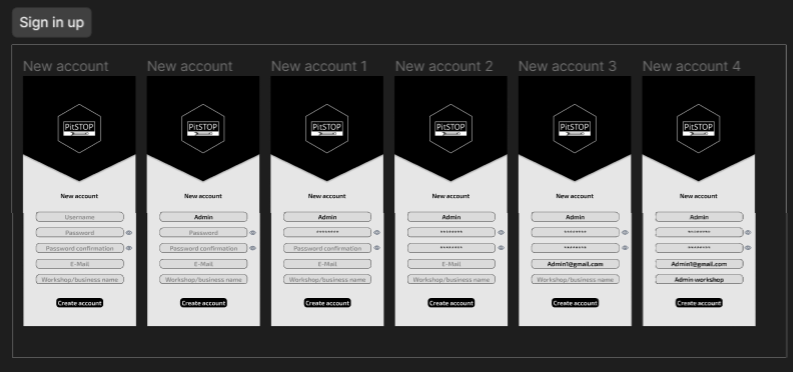 Sign in up
New account
New account
New account 1
New account 2
New account 3
New account 4
PitSTOP
PitSTOP
PitSTOP
PitSTOP
PitSTOP
PitSTOP
New account
New account
New account
New account
New account
New account
Username
Admin
Admin
Admin
Admin
Admin
Password
Password
********
********
********
********
Password confirmation
Password confirmation
Password confirmation
********
********
********
E-Mail
E-Mail
E-Mail
E-Mail
Admin1@gmail.com
Admin1@gmail.com
Workshop/business name
Workshop/business name
Workshop/business name
Workshop/business name
Workshop/business name
Admin workshop
Create account
Create account
Create account
Create account
Create account
Create account